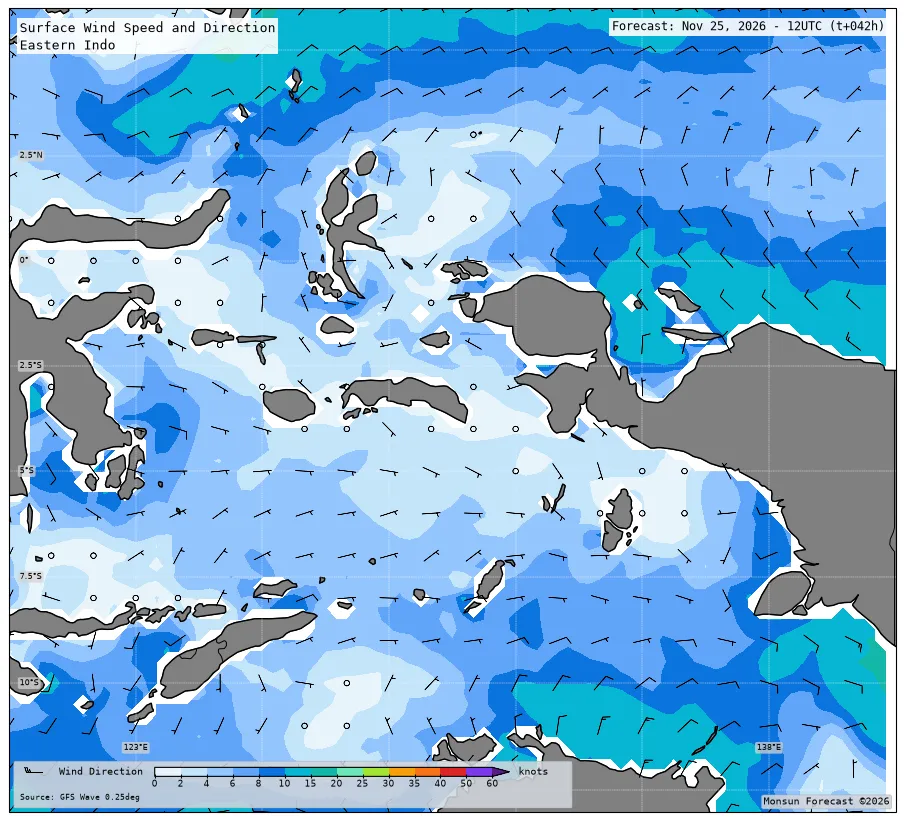 Surface Wind Speed and Direction
Eastern Indo
Forecast: Nov 25, 2026 - 12UTC (t+042h)
2.5°N
0°
2.5°S
5°S
7.5°S
10°S
123°E
138°E
Wind Direction
knots
0 2 4 6 8 10 15 20 25 30 35 40 50 60
Source: GFS Wave 0.25deg
Monsun Forecast ©2026